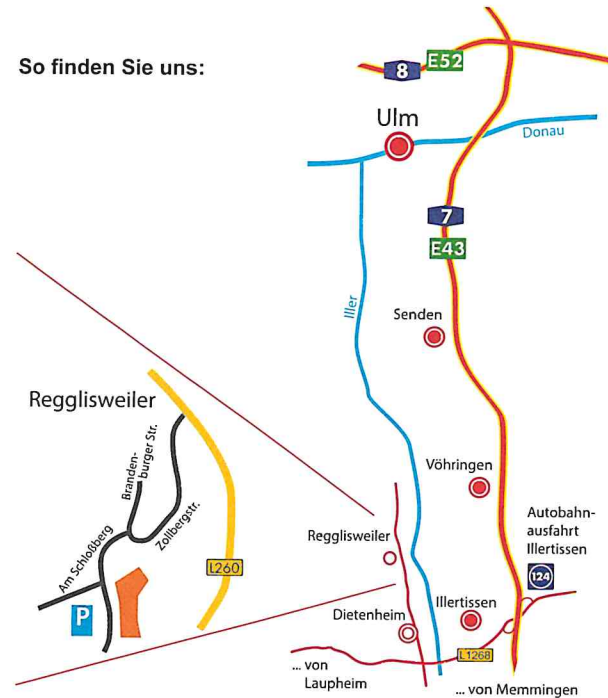 So finden Sie uns:
8
E52
Ulm
Donau
7
E43
Iller
Senden
Regglisweiler
Branden-
burger Str.
Zollbergstr.
Am Schloßberg
L260
P
Vöhringen
Autobahn-
ausfahrt
Illertissen
124
Regglisweiler
Dietenheim
Illertissen
L1268
... von
Laupheim
... von Memmingen